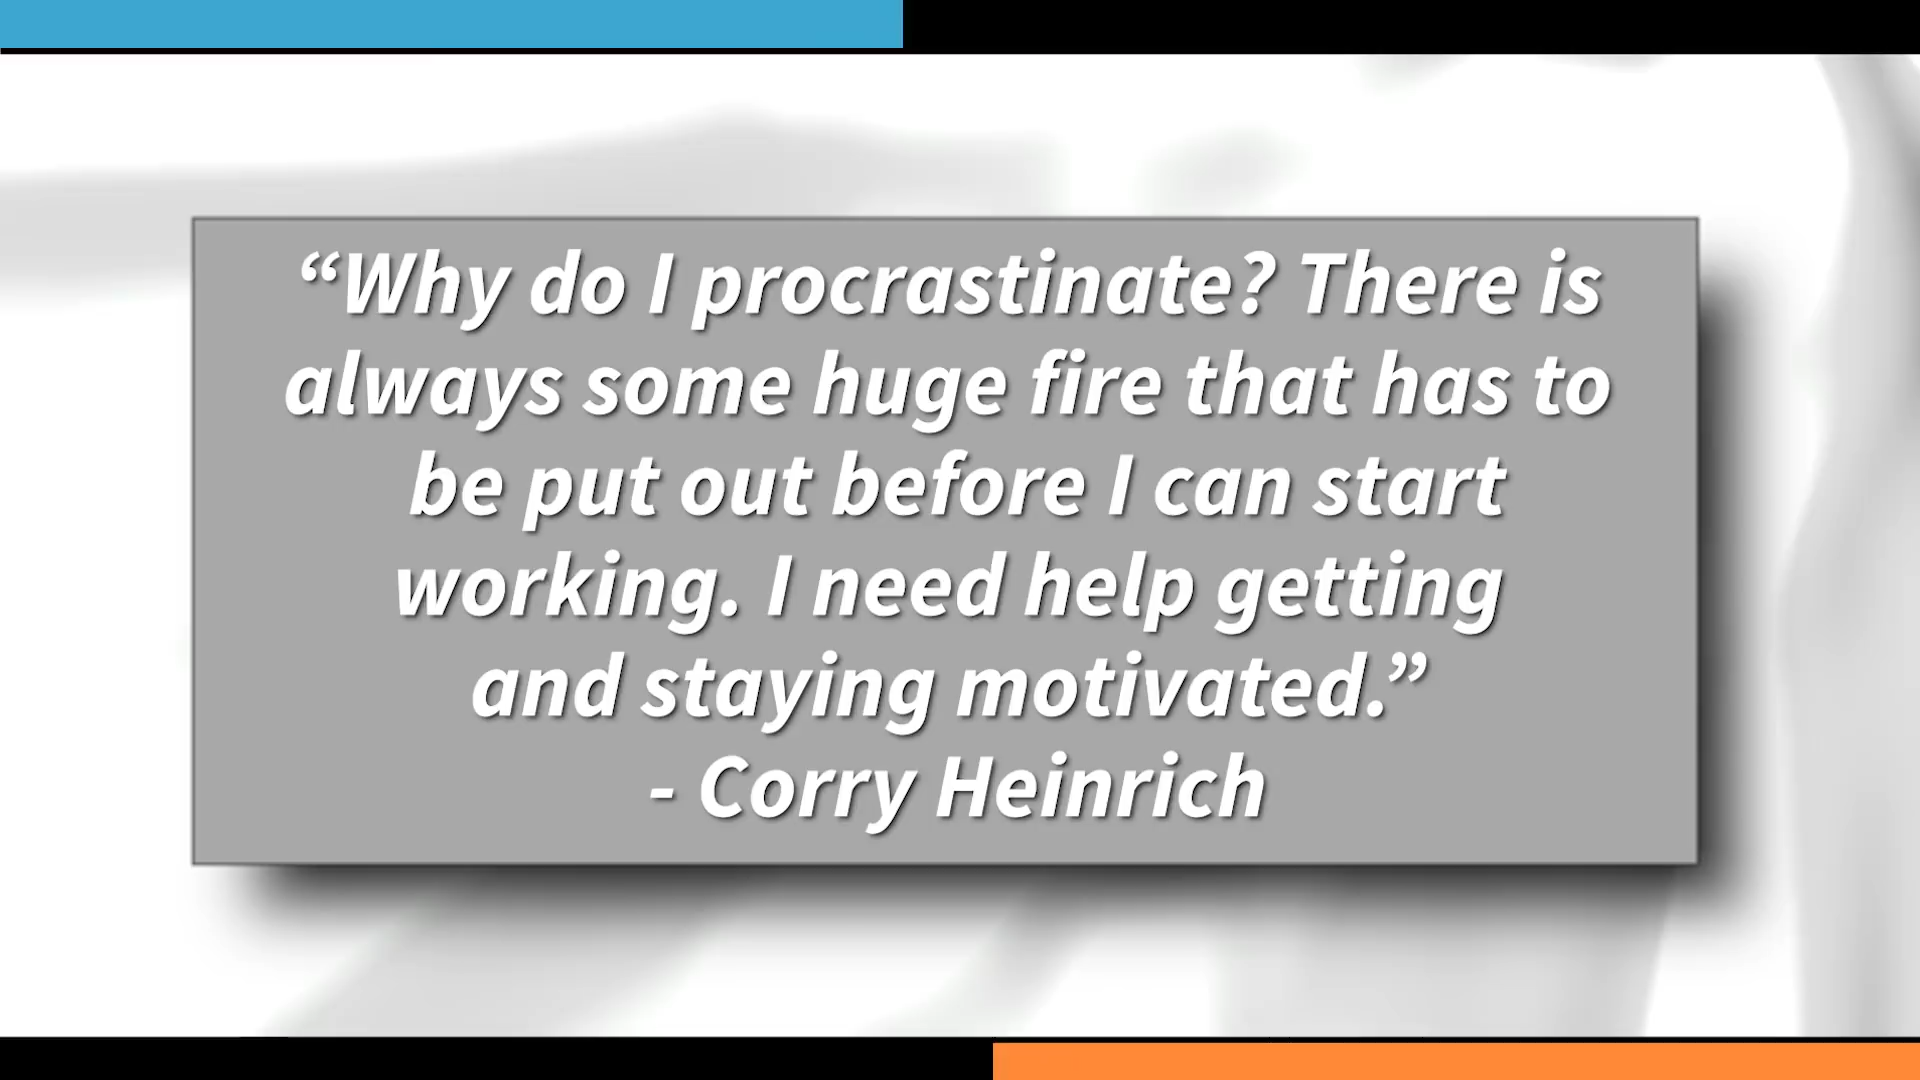 “Why do I procrastinate? There is
always some huge fire that has to
be put out before I can start
working. I need help getting
and staying motivated.”
- Corry Heinrich